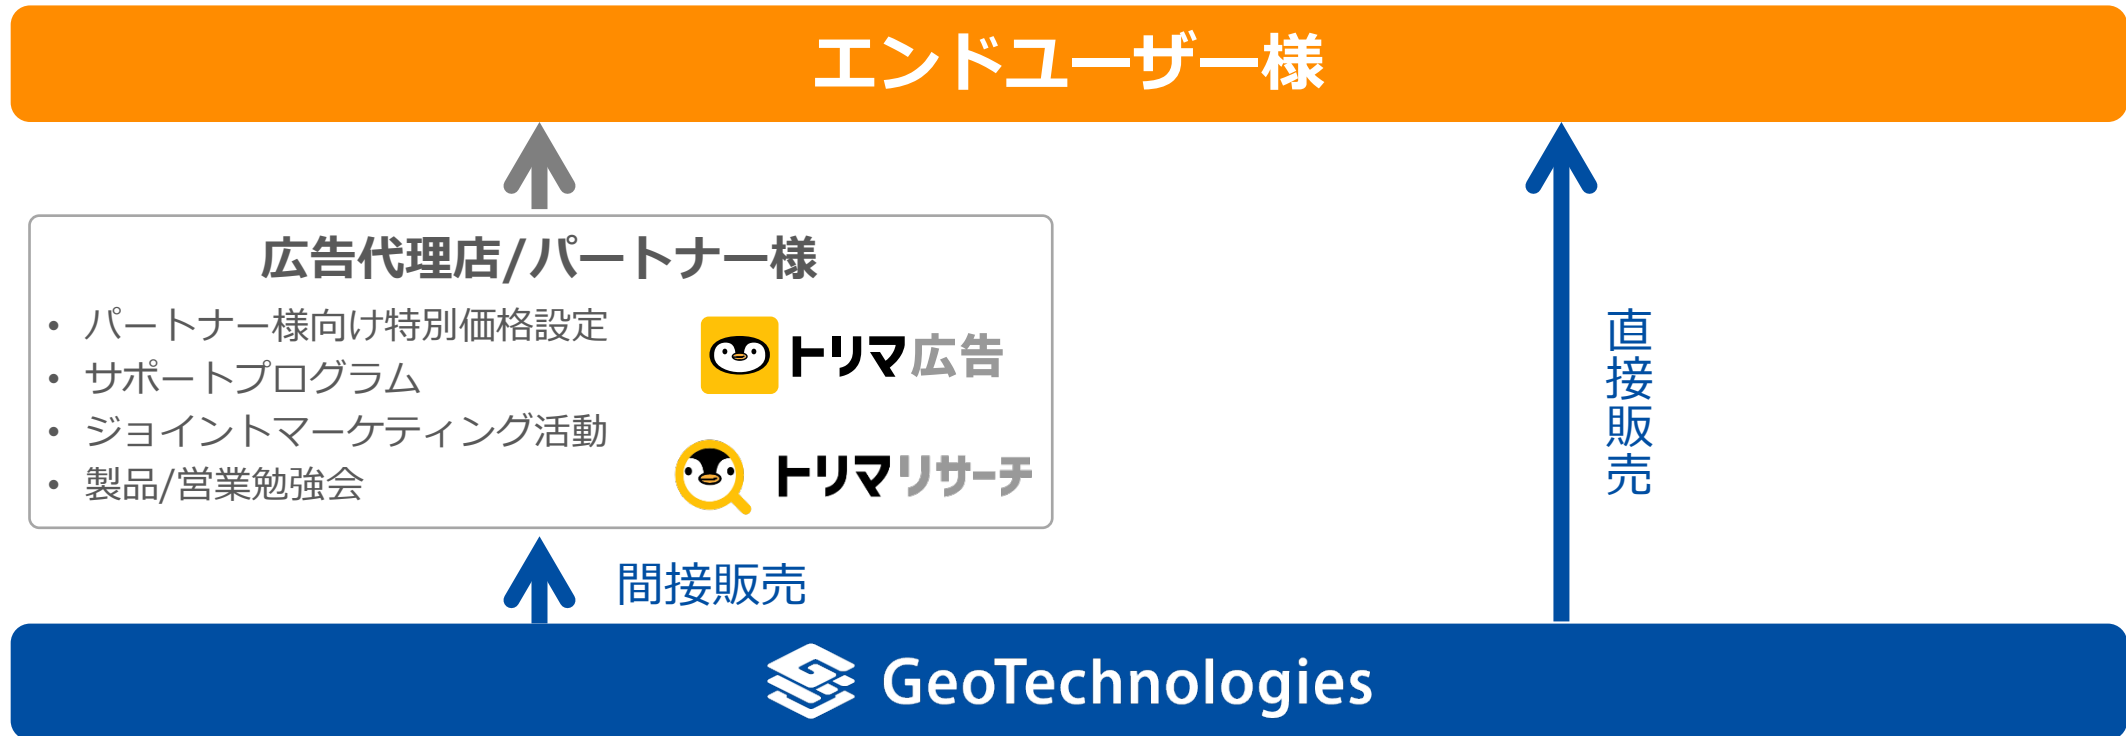 エンドユーザー様
広告代理店/パートナー様
• パートナー様向け特別価格設定
• サポートプログラム
• ジョイントマーケティング活動
• 製品/営業勉強会
トリマ広告
トリマリサーチ
直接販売
間接販売
GeoTechnologies